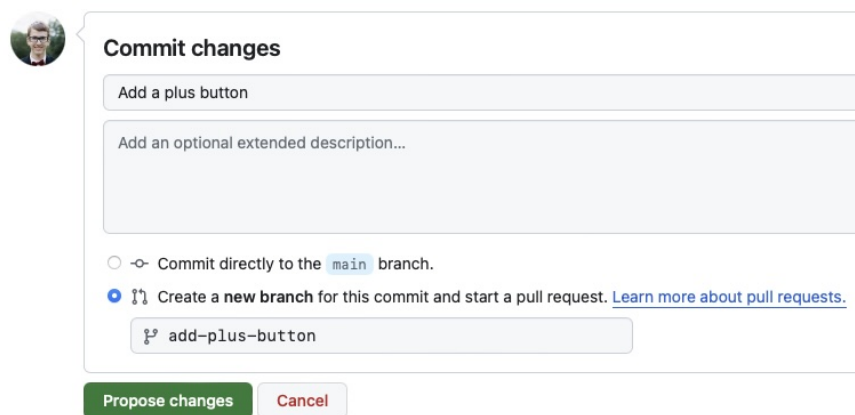 Commit changes
Add a plus button
Add an optional extended description...
Commit directly to the main branch.
Create a new branch for this commit and start a pull request. Learn more about pull requests.
add-plus-button
Propose changes Cancel